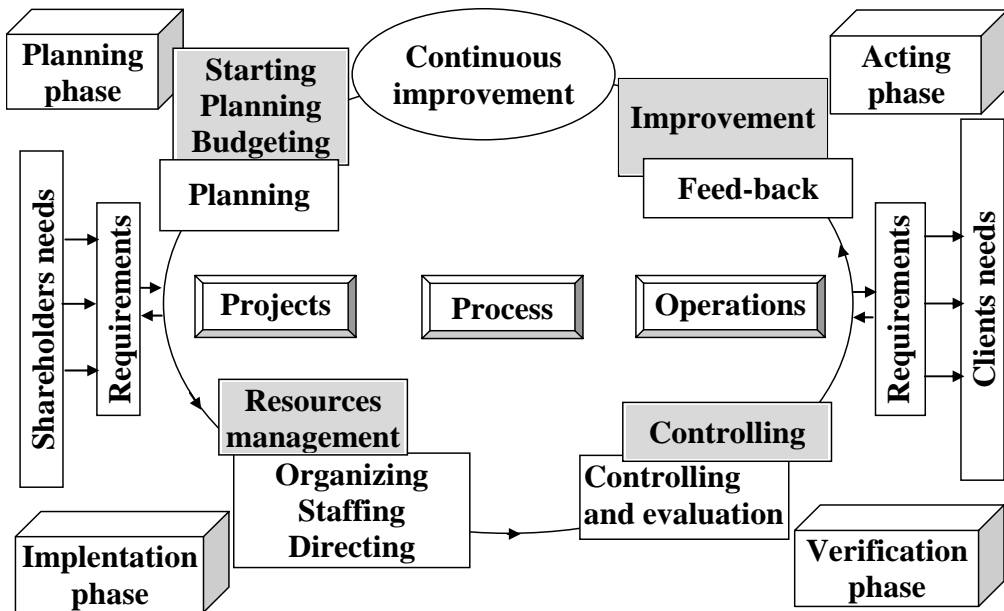 Planning
phase
Starting
Planning
Budgeting
Planning
Continuous
improvement
Improvement
Feed-back
Acting
phase
Shareholders needs
Requirements
Projects
Process
Operations
Requirements
Clients needs
Resources
management
Organizing
Staffing
Directing
Controlling
Controlling
and evaluation
Implentation
phase
Verification
phase